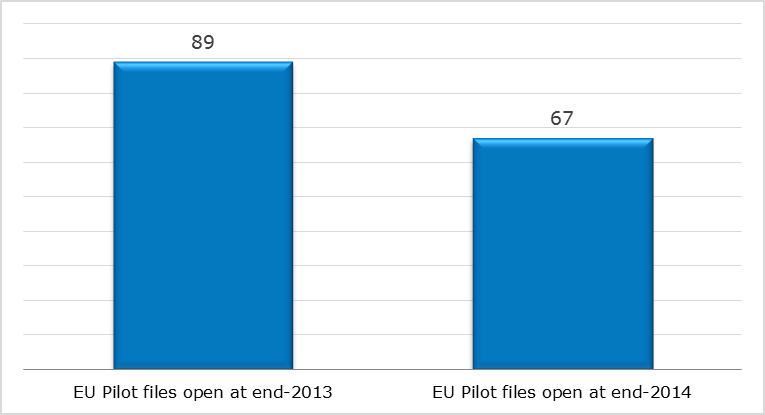 89
67
EU Pilot files open at end-2013
EU Pilot files open at end-2014